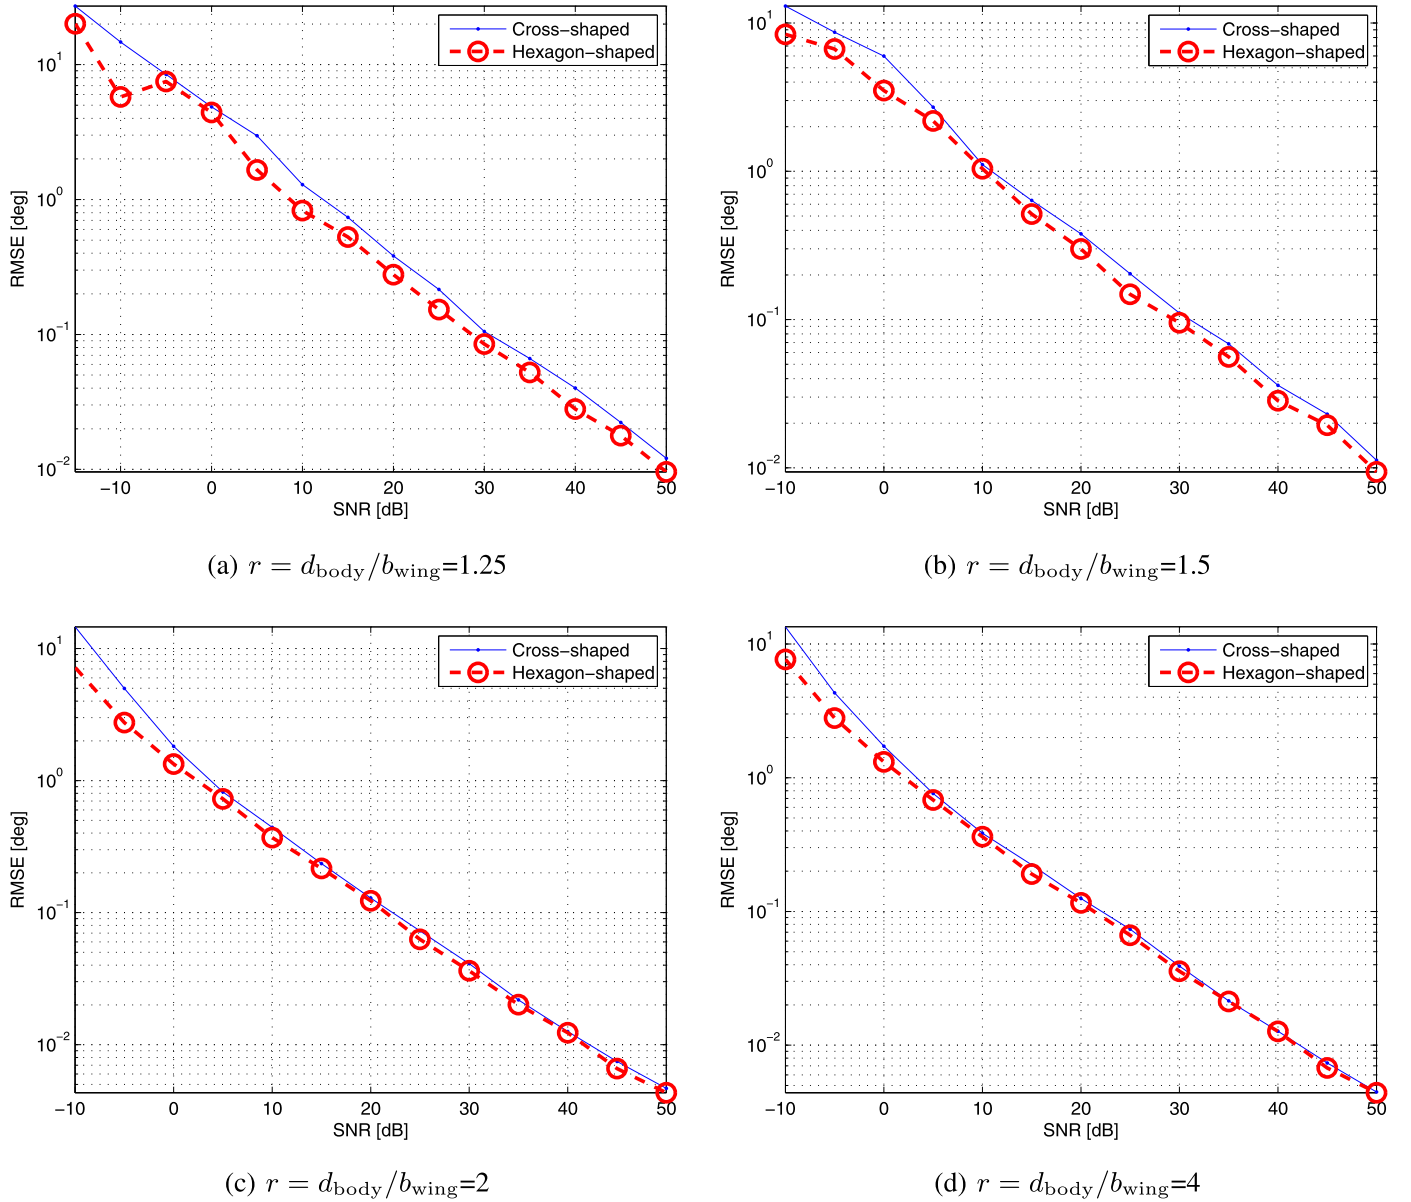 Cross-shaped
Hexagon-shaped
10^1
10^0
10^-1
10^-2
RMSE [deg]
-10 0 10 20 30 40 50
SNR [dB]
(a) r = d_body/b_wing=1.25
Cross-shaped
Hexagon-shaped
10^1
10^0
10^-1
10^-2
RMSE [deg]
-10 0 10 20 30 40 50
SNR [dB]
(b) r = d_body/b_wing=1.5
Cross-shaped
Hexagon-shaped
10^1
10^0
10^-1
10^-2
RMSE [deg]
-10 0 10 20 30 40 50
SNR [dB]
(c) r = d_body/b_wing=2
Cross-shaped
Hexagon-shaped
10^1
10^0
10^-1
10^-2
RMSE [deg]
-10 0 10 20 30 40 50
SNR [dB]
(d) r = d_body/b_wing=4